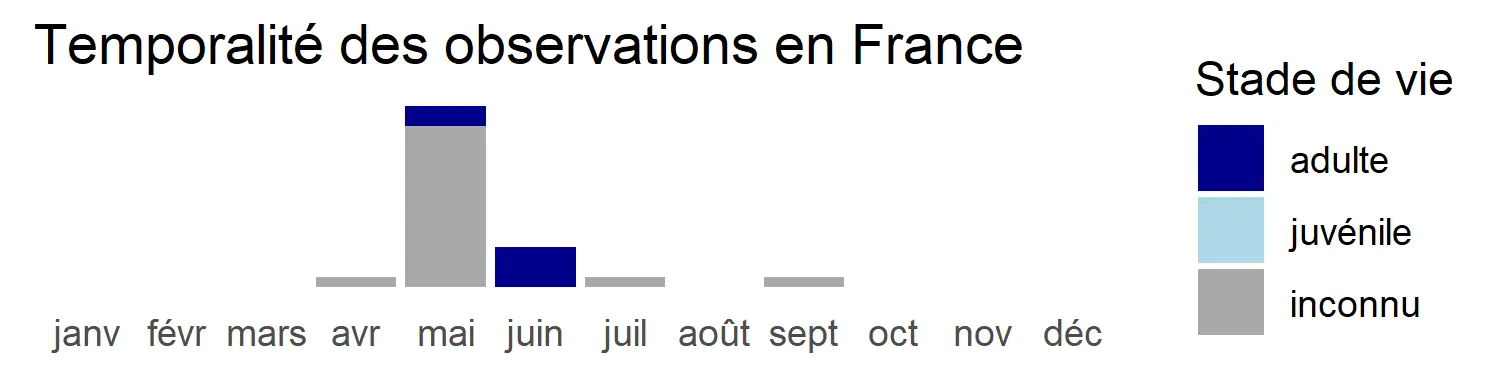 Temporalité des observations en France
janv févr mars avr mai juin juil août sept oct nov déc
Stade de vie
adulte
juvénile
inconnu